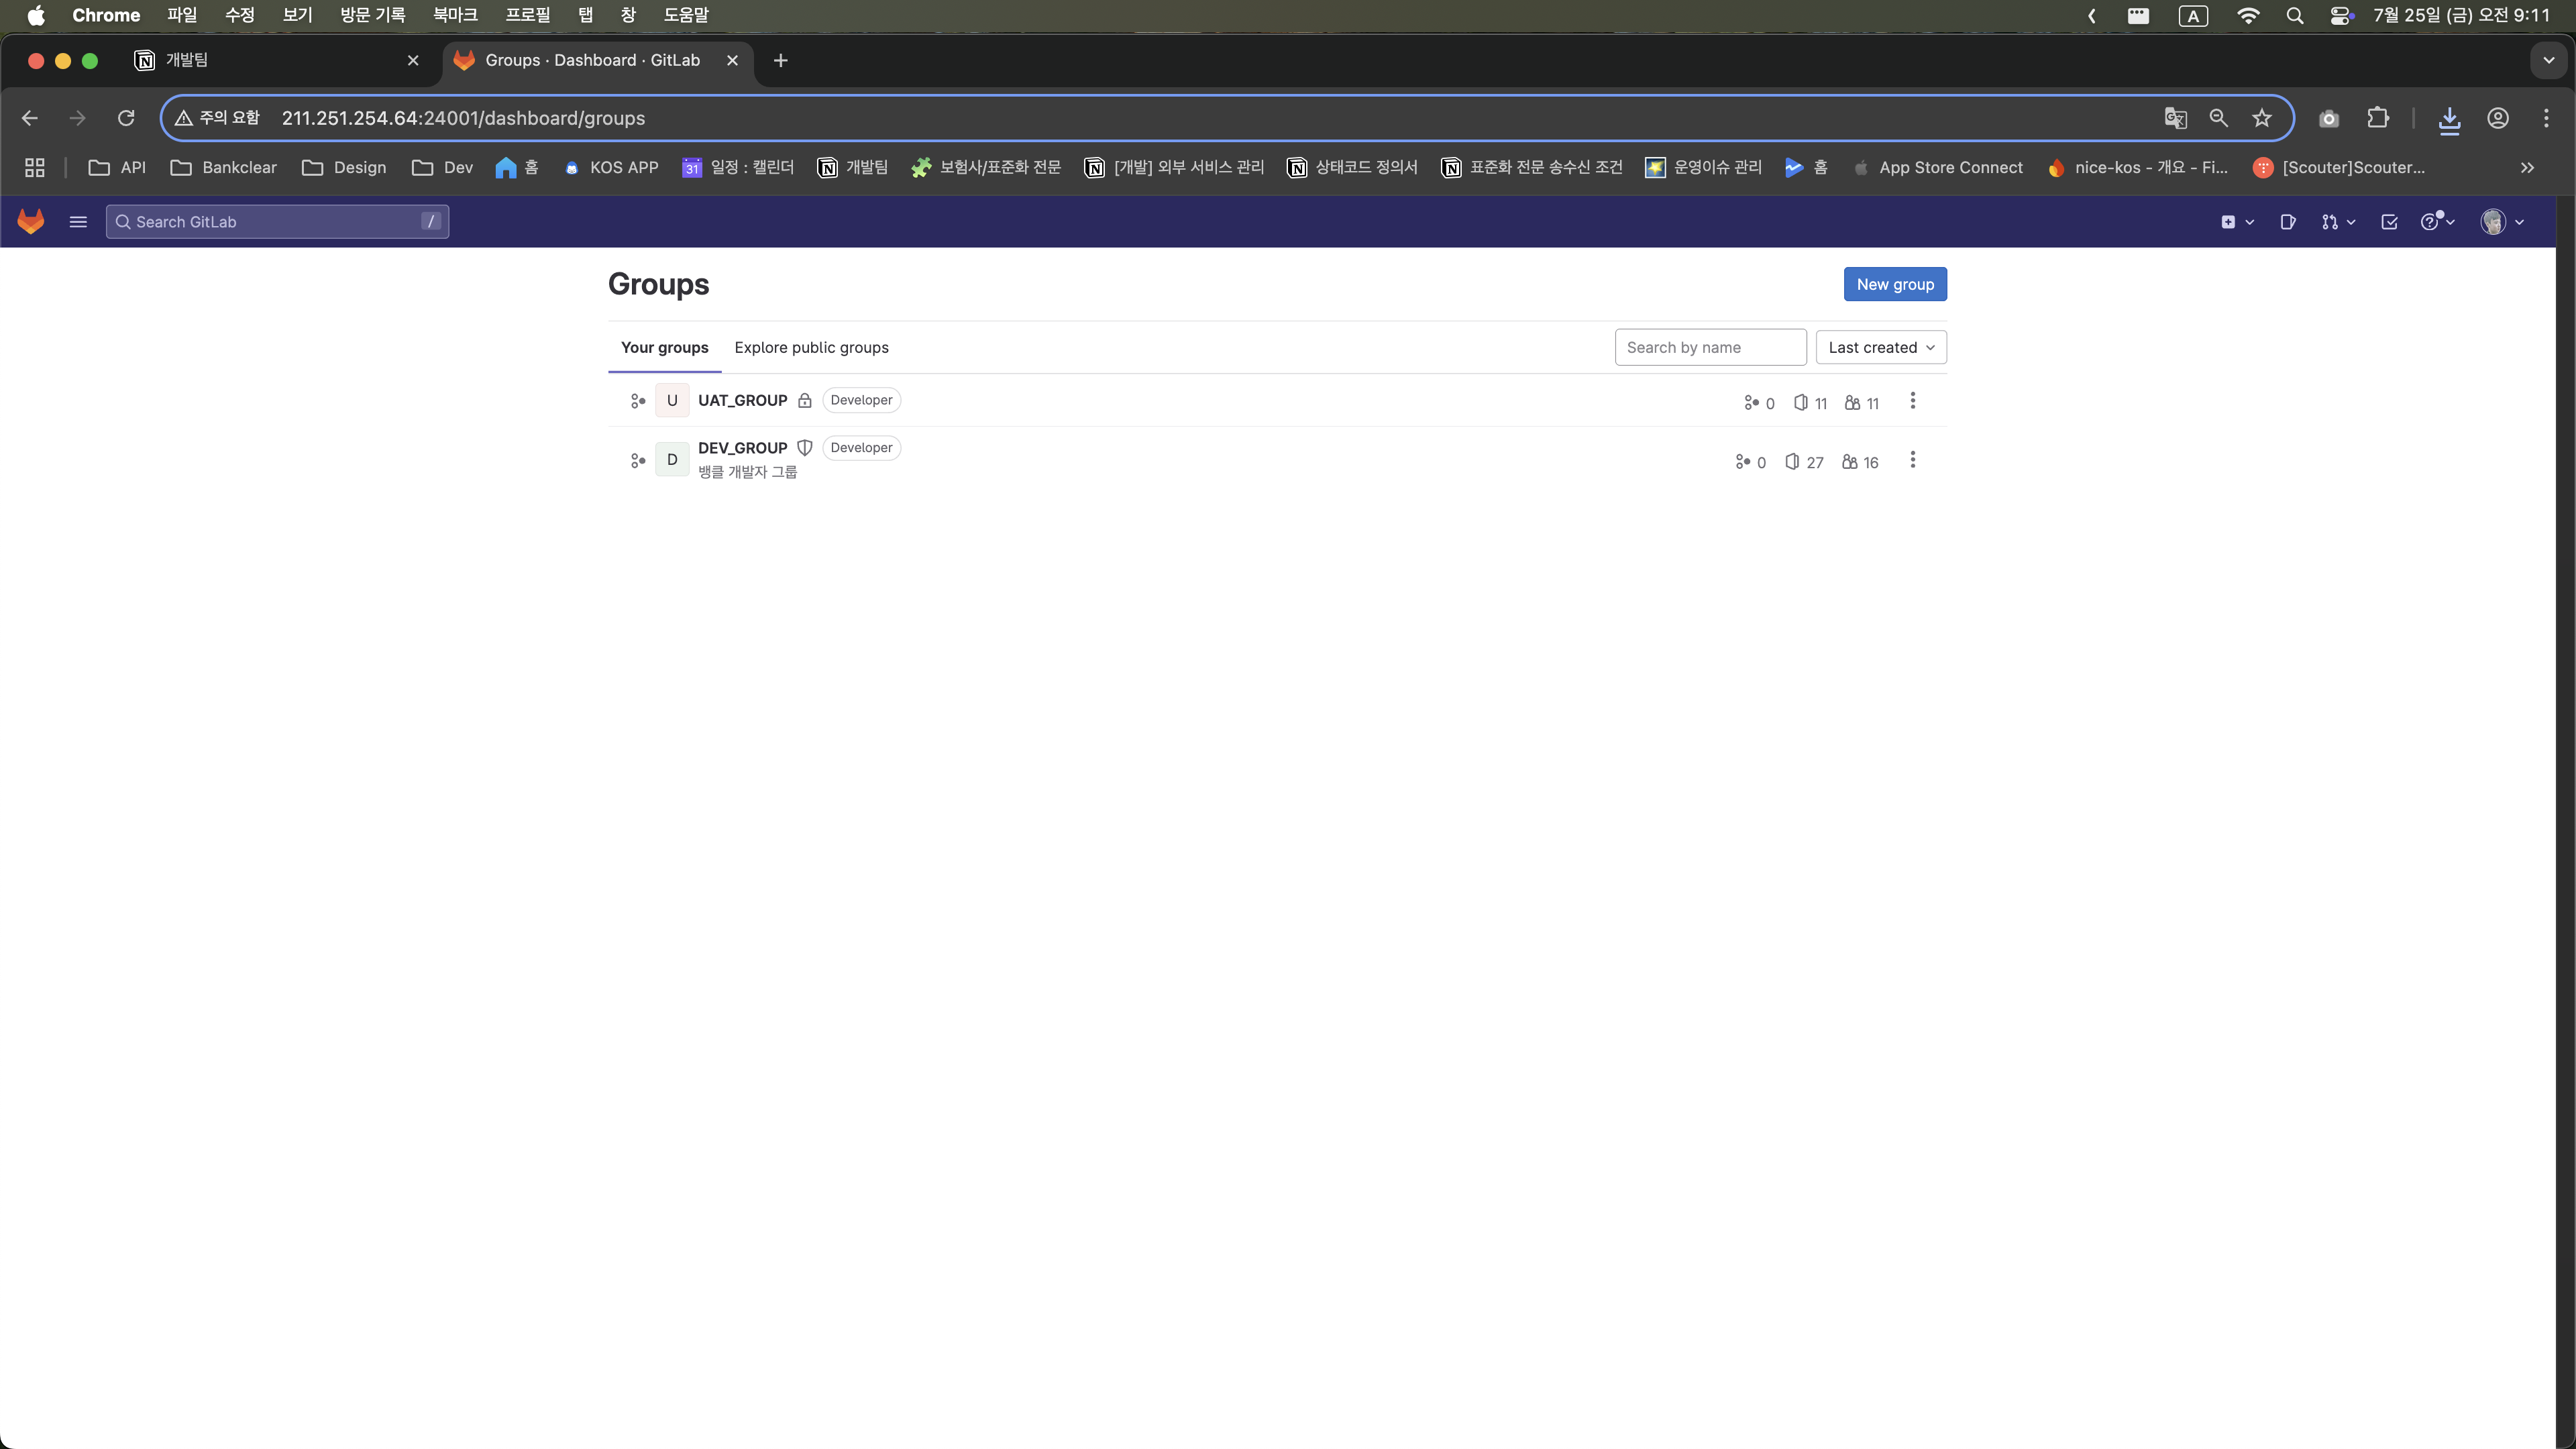 Chrome 파일 수정 보기 방문 기록 북마크 프로필 탭 창 도움말 A 7월 25일 (금) 오전 9:11
개발팀 Groups · Dashboard · GitLab
주의 요함 211.251.254.64:24001/dashboard/groups
API Bankclear Design Dev 홈 KOS APP 31 일정 : 캘린더 개발팀 보험사/표준화 전문 [개발] 외부 서비스 관리 상태코드 정의서 표준화 전문 송수신 조건 운영이슈 관리 홈 App Store Connect nice-kos - 개요 - Fi... [Scouter]Scouter...
Search GitLab /
Groups New group
Your groups Explore public groups Search by name Last created
U UAT_GROUP Developer 0 11 11
D DEV_GROUP Developer 0 27 16
뱅클 개발자 그룹